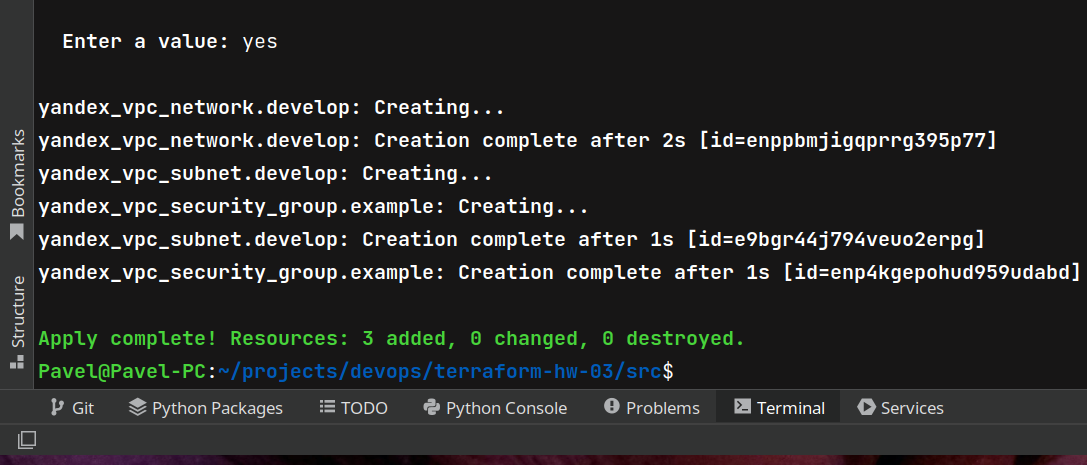 Enter a value: yes
yandex_vpc_network.develop: Creating...
yandex_vpc_network.develop: Creation complete after 2s [id=enppbmjigqprrg395p77]
yandex_vpc_subnet.develop: Creating...
yandex_vpc_security_group.example: Creating...
yandex_vpc_subnet.develop: Creation complete after 1s [id=e9bgr44j794veuo2erpg]
yandex_vpc_security_group.example: Creation complete after 1s [id=enp4kgepohud959udabd]
Apply complete! Resources: 3 added, 0 changed, 0 destroyed.
Pavel@Pavel-PC:~/projects/devops/terraform-hw-03/src$
Bookmarks
Structure
Git Python Packages TODO Python Console Problems Terminal Services